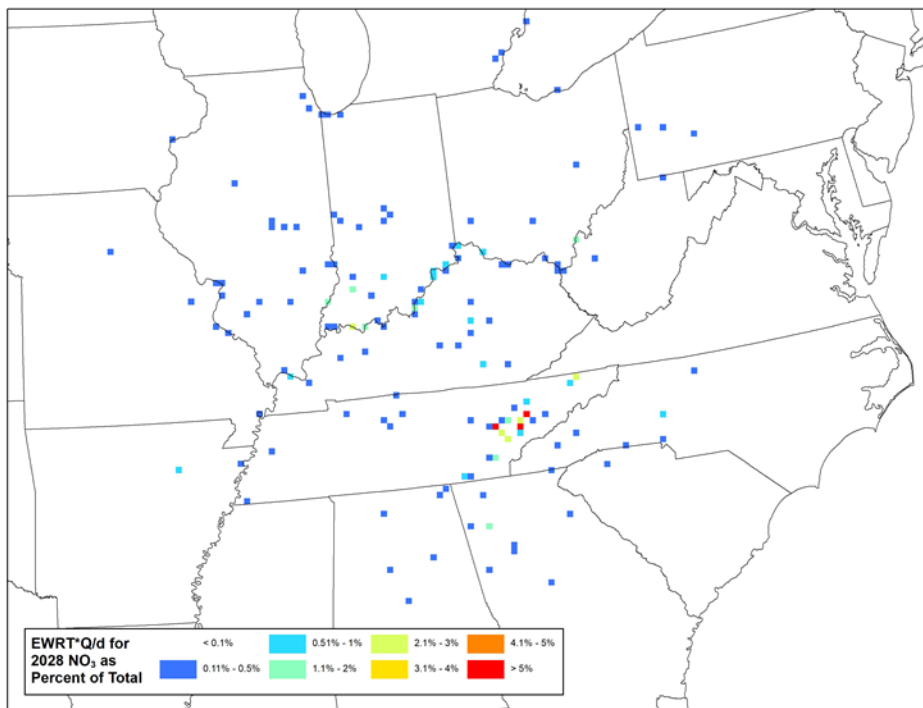 EWRT*Q/d for
2028 NO₃ as
Percent of Total
< 0.1%
0.51% - 1%
2.1% - 3%
4.1% - 5%
0.11% - 0.5%
1.1% - 2%
3.1% - 4%
> 5%